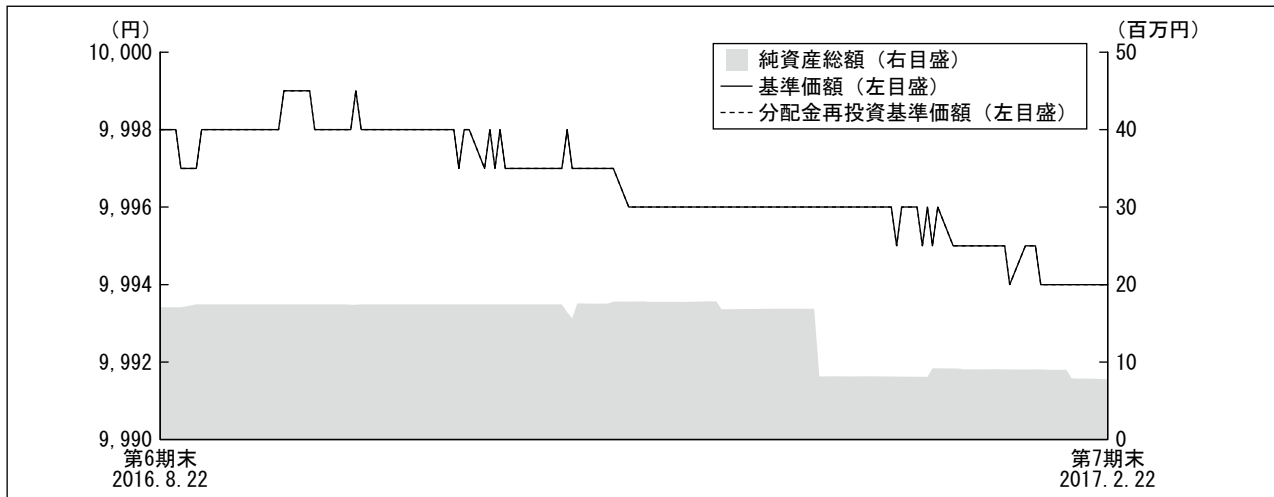 （円）
（百万円）
10,000
9,998
9,996
9,994
9,992
9,990
50
40
30
20
10
0
純資産総額（右目盛）
基準価額（左目盛）
分配金再投資基準価額（左目盛）
第6期末
2016.8.22
第7期末
2017.2.22